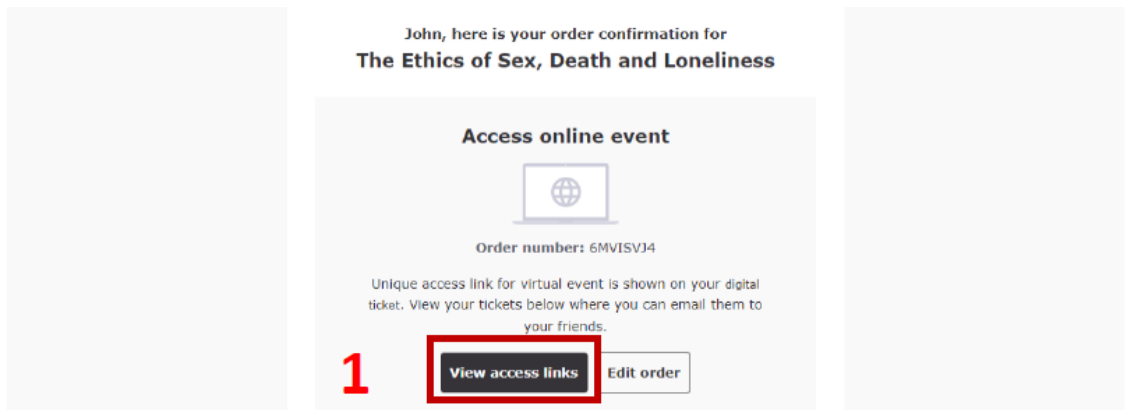 John, here is your order confirmation for
The Ethics of Sex, Death and Loneliness
Access online event
Order number: 6MVISVJ4
Unique access link for virtual event is shown on your digital
ticket. View your tickets below where you can email them to
your friends.
1
View access links
Edit order